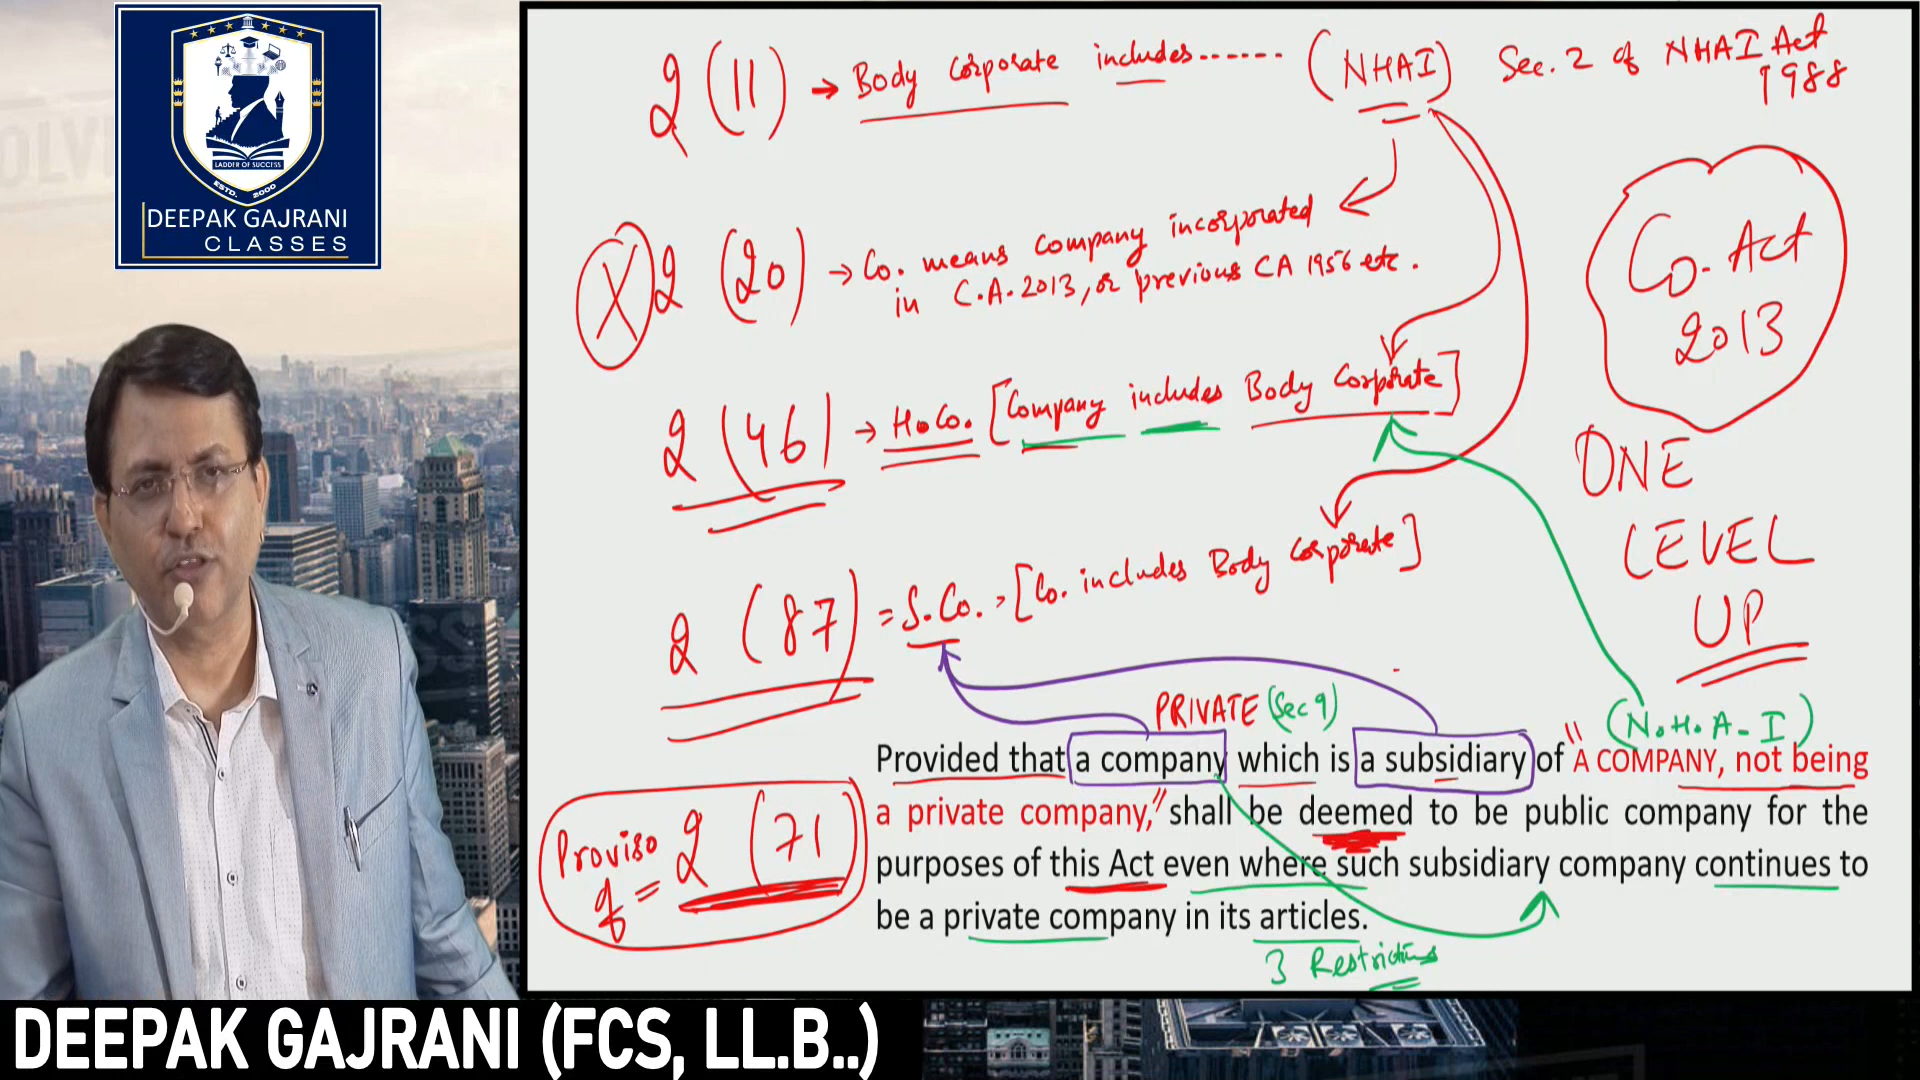 LADDER OF SUCCESS
ESTD. 2000
DEEPAK GAJRANI
CLASSES
2 (11) → Body Corporate includes------ (NHAI) Sec. 2 of NHAI Act 1988
X 2 (20) → Co. means Company incorporated
in C.A. 2013, or previous CA 1956 etc.
Co. Act
2013
2 (46) → H.Co. [Company includes Body Corporate]
ONE
LEVEL
UP
2 (87) = S.Co. > [Co. includes Body Corporate]
PRIVATE (Sec 9)
(N.H.A-I)
Provided that a company which is a subsidiary of "A COMPANY, not being
a private company," shall be deemed to be public company for the
purposes of this Act even where such subsidiary company continues to
be a private company in its articles.
3 Restrictions
Proviso
of = 2 (71)
DEEPAK GAJRANI (FCS, LL.B..)